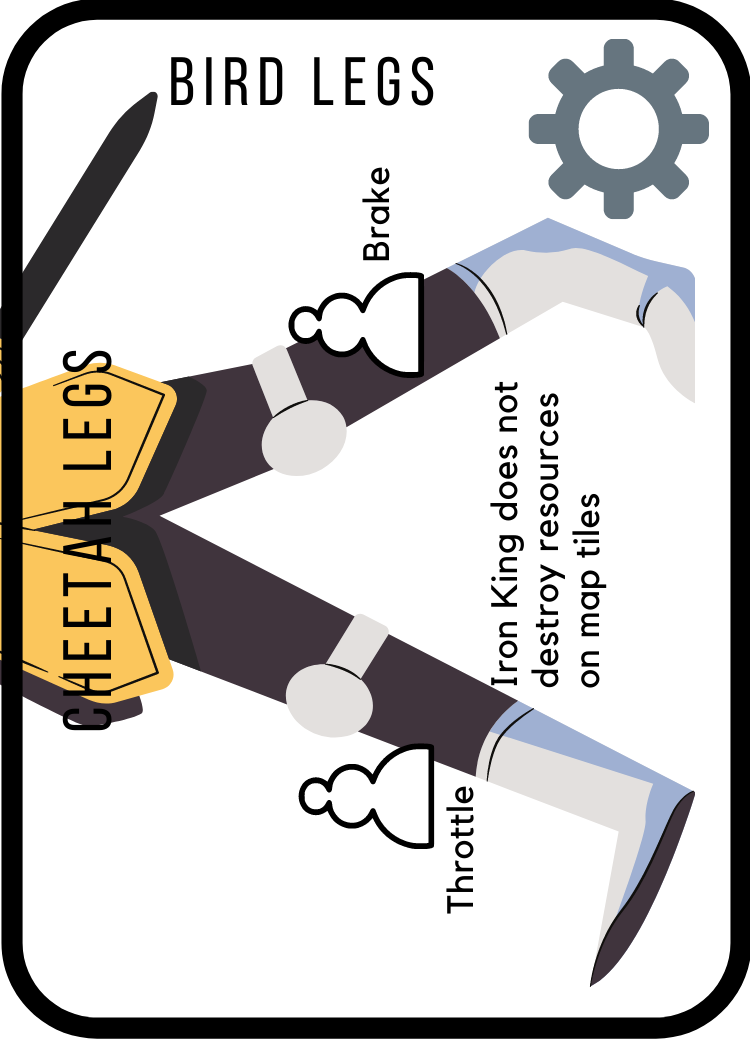 BIRD LEGS
CHEETAH LEGS
Brake
Iron King does not
destroy resources
on map tiles
Throttle